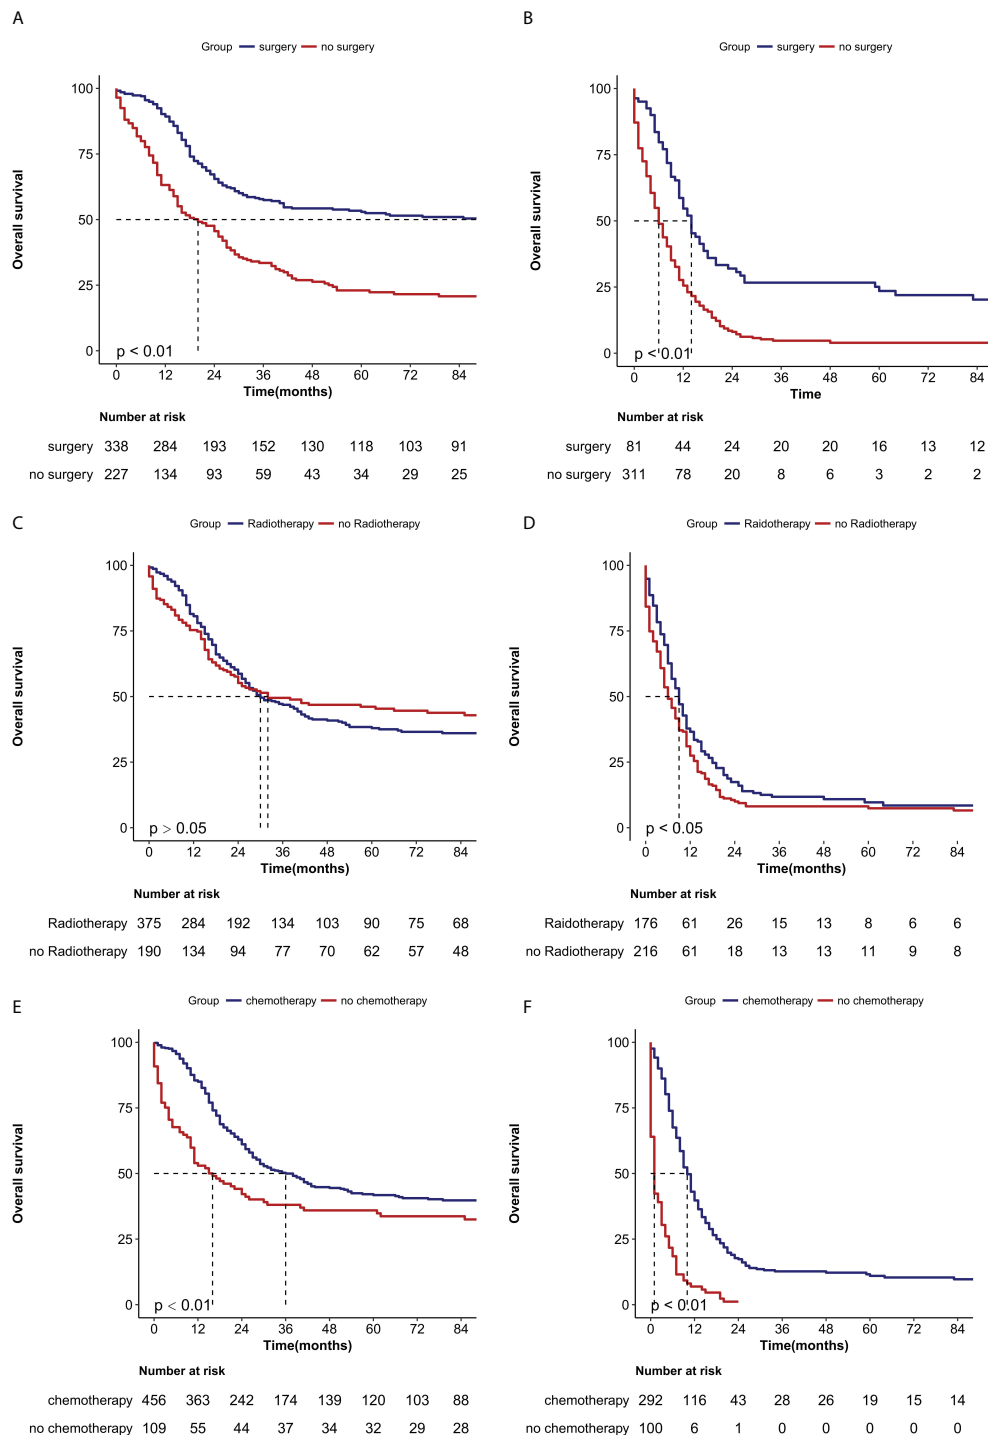 A
Group surgery no surgery
Overall survival
100
75
50
25
0
p < 0.01
0 12 24 36 48 60 72 84
Time(months)
Number at risk
surgery 338 284 193 152 130 118 103 91
no surgery 227 134 93 59 43 34 29 25
B
Group surgery no surgery
Overall survival
100
75
50
25
0
p < 0.01
0 12 24 36 48 60 72 84
Time
Number at risk
surgery 81 44 24 20 20 16 13 12
no surgery 311 78 20 8 6 3 2 2
C
Group Radiotherapy no Radiotherapy
Overall survival
100
75
50
25
0
p > 0.05
0 12 24 36 48 60 72 84
Time(months)
Number at risk
Radiotherapy 375 284 192 134 103 90 75 68
no Radiotherapy 190 134 94 77 70 62 57 48
D
Group Raidotherapy no Radiotherapy
Overall survival
100
75
50
25
0
p < 0.05
0 12 24 36 48 60 72 84
Time(months)
Number at risk
Raidotherapy 176 61 26 15 13 8 6 6
no Radiotherapy 216 61 18 13 13 11 9 8
E
Group chemotherapy no chemotherapy
Overall survival
100
75
50
25
0
p < 0.01
0 12 24 36 48 60 72 84
Time(months)
Number at risk
chemotherapy 456 363 242 174 139 120 103 88
no chemotherapy 109 55 44 37 34 32 29 28
F
Group chemotherapy no chemotherapy
Overall survival
100
75
50
25
0
p < 0.01
0 12 24 36 48 60 72 84
Time(months)
Number at risk
chemotherapy 292 116 43 28 26 19 15 14
no chemotherapy 100 6 1 0 0 0 0 0